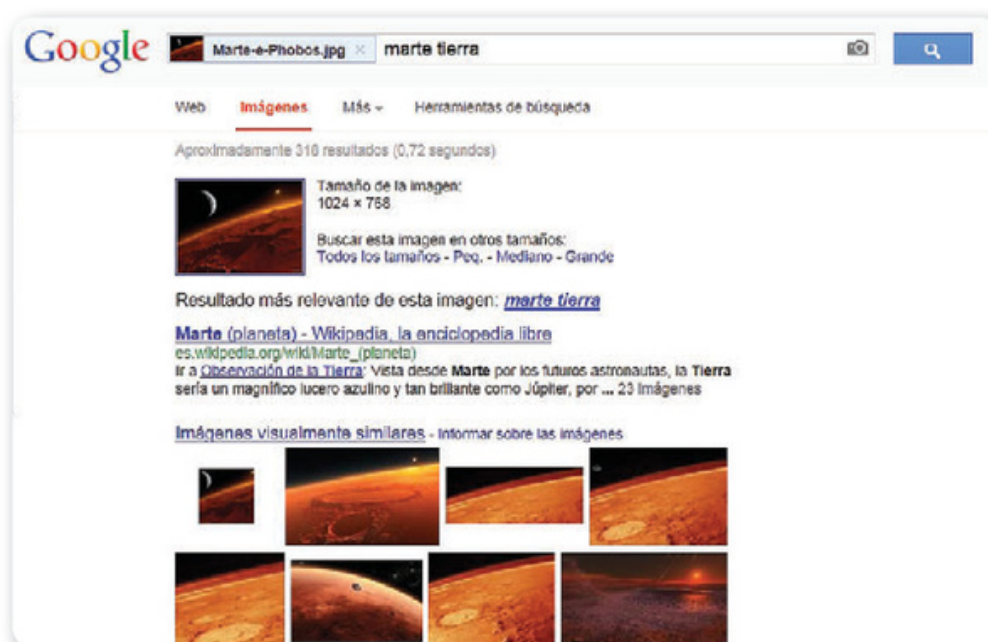 Google Marte-e-Phobos.jpg × marte tierra
Web Imágenes Más Herramientas de búsqueda
Aproximadamente 318 resultados (0,72 segundos)
Tamaño de la imagen:
1024 × 768
Buscar esta imagen en otros tamaños:
Todos los tamaños - Peq. - Mediano - Grande
Resultado más relevante de esta imagen: marte tierra
Marte (planeta) - Wikipedia, la enciclopedia libre
es.wikipedia.org/wiki/Marte_(planeta)
Ir a Observación de la Tierra: Vista desde Marte por los futuros astronautas, la Tierra
sería un magnífico lucero azulino y tan brillante como Júpiter, por ... 23 Imágenes
Imágenes visualmente similares - Informar sobre las imágenes